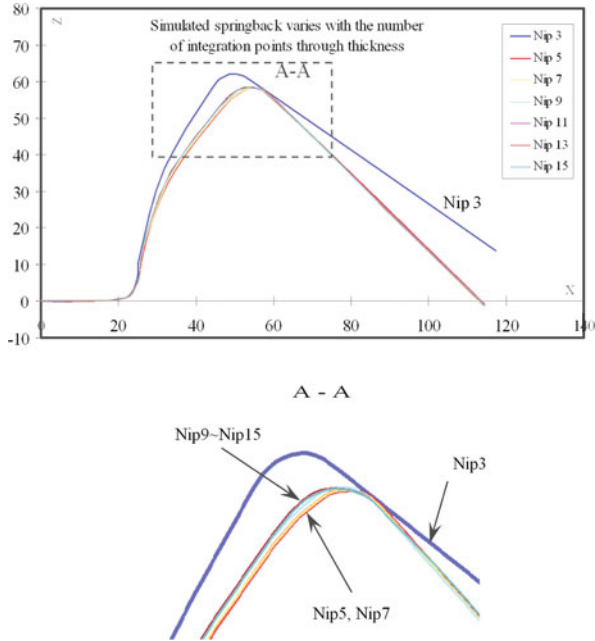 Simulated springback varies with the number
of integration points through thickness
A-A
Z
80
70
60
50
40
30
20
10
0
-10
0 20 40 60 80 100 120 140
X
Nip 3
Nip 3
Nip 5
Nip 7
Nip 9
Nip 11
Nip 13
Nip 15
A - A
Nip9~Nip15
Nip3
Nip5, Nip7